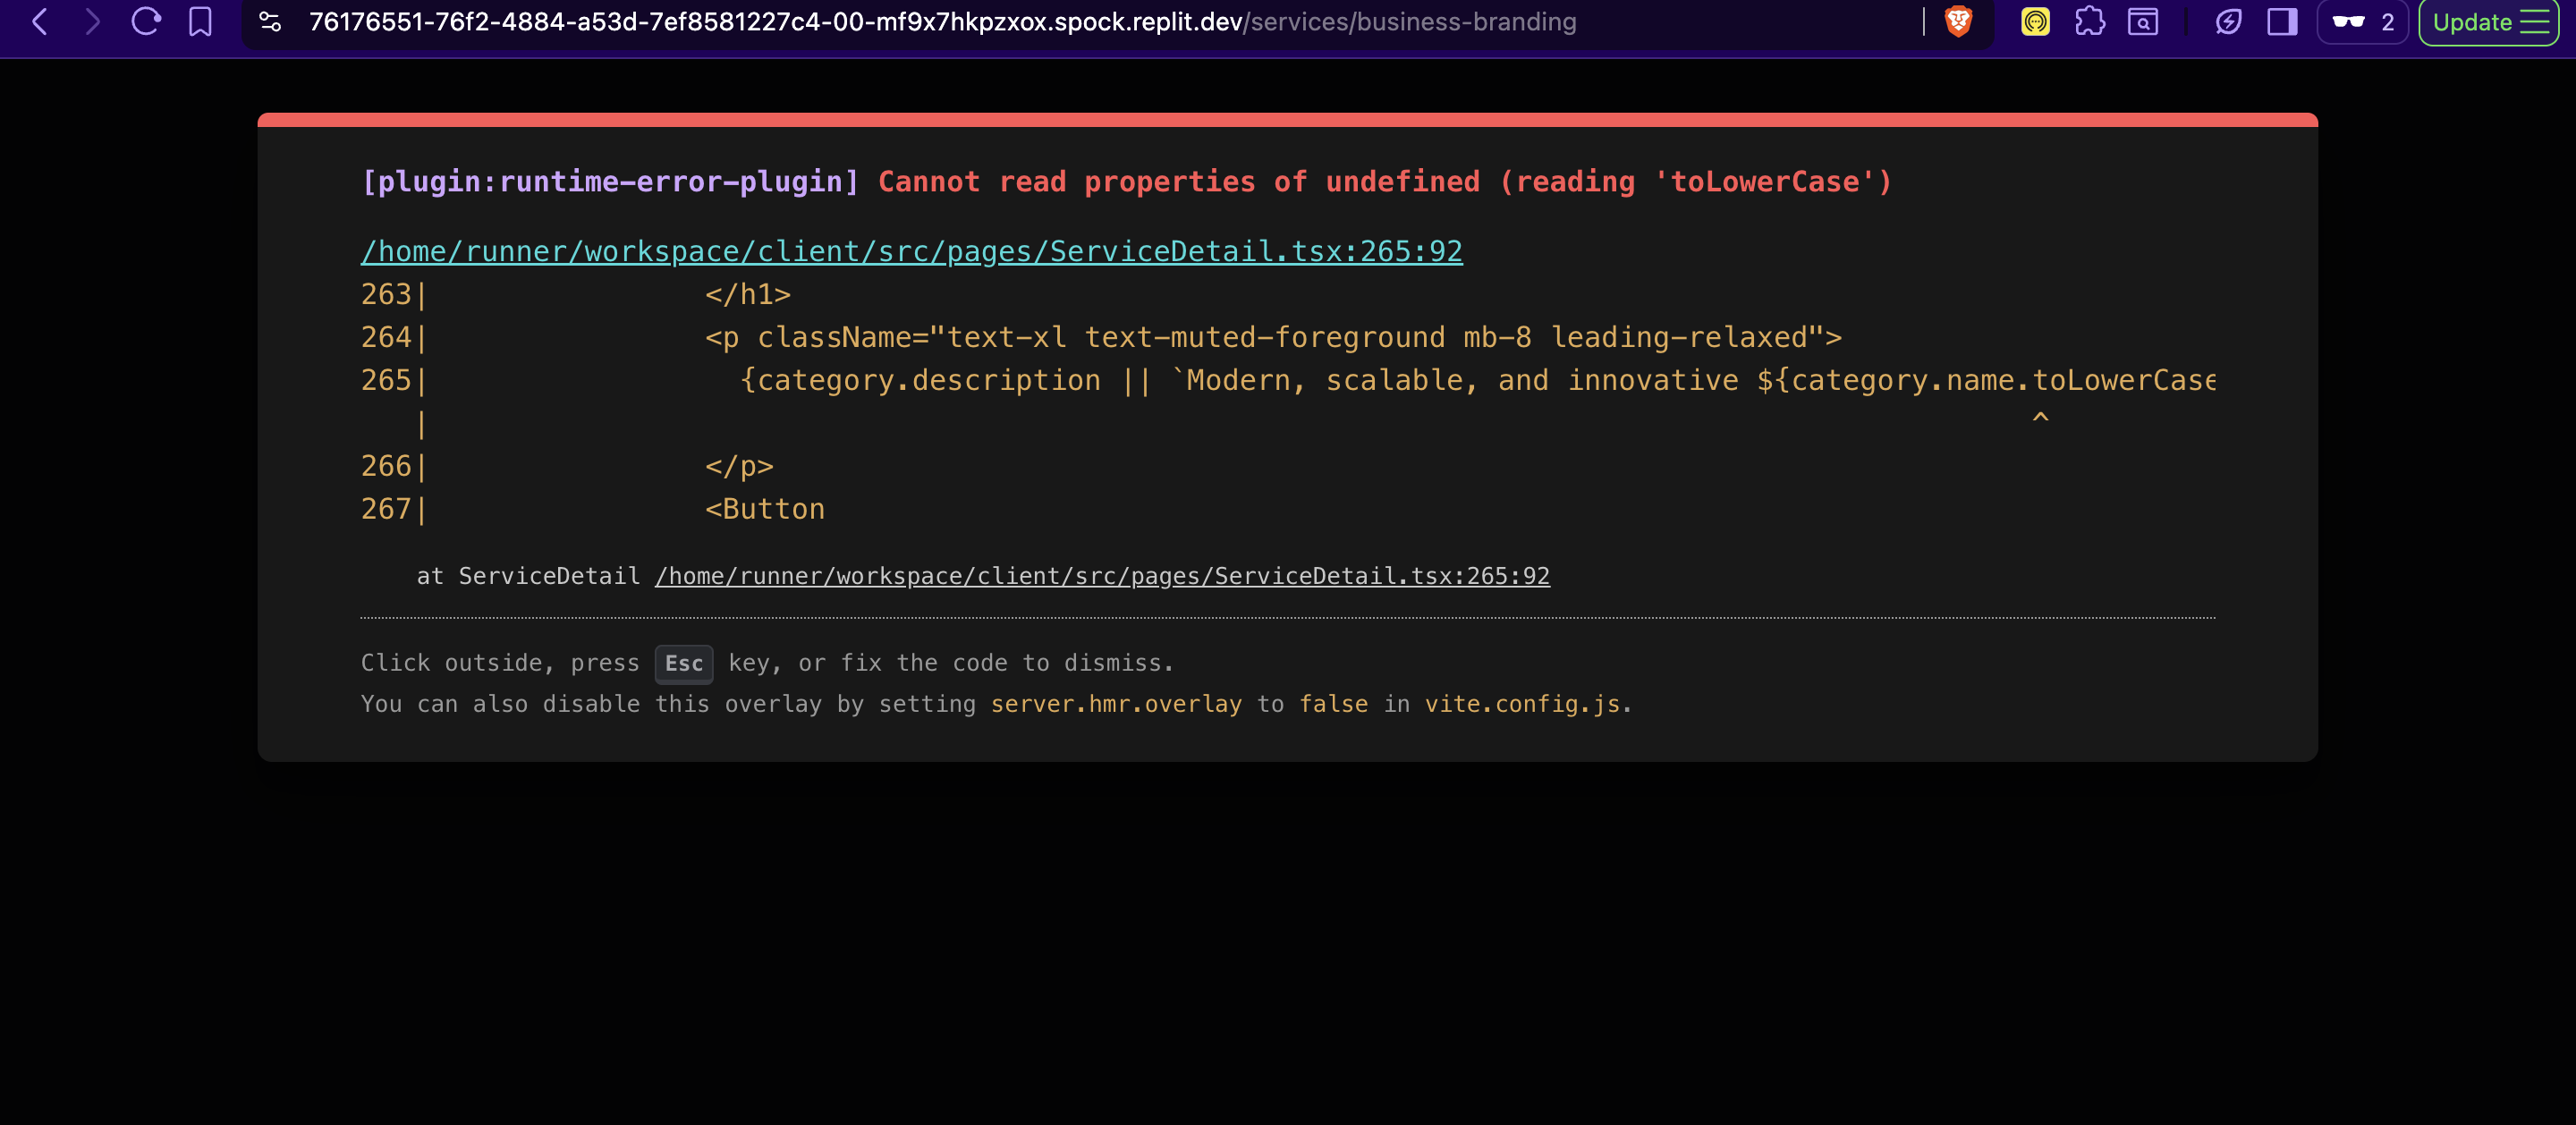 76176551-76f2-4884-a53d-7ef8581227c4-00-mf9x7hkpzxox.spock.replit.dev/services/business-branding
2
Update
[plugin:runtime-error-plugin] Cannot read properties of undefined (reading 'toLowerCase')
/home/runner/workspace/client/src/pages/ServiceDetail.tsx:265:92
263|                </h1>
264|                <p className="text-xl text-muted-foreground mb-8 leading-relaxed">
265|                  {category.description || `Modern, scalable, and innovative ${category.name.toLowerCase
   |                                                                                             ^
266|                </p>
267|                <Button
at ServiceDetail /home/runner/workspace/client/src/pages/ServiceDetail.tsx:265:92
Click outside, press Esc key, or fix the code to dismiss.
You can also disable this overlay by setting server.hmr.overlay to false in vite.config.js.